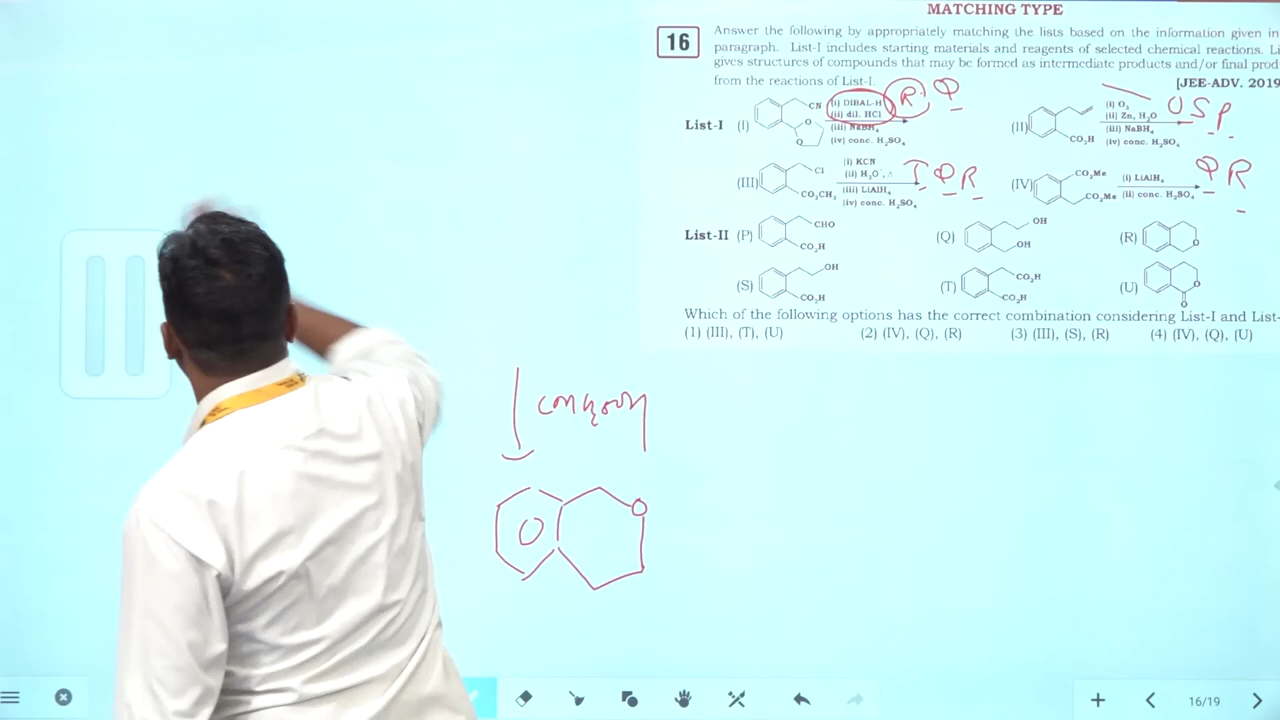 MATCHING TYPE
16
Answer the following by appropriately matching the lists based on the information given in
paragraph. List-I includes starting materials and reagents of selected chemical reactions. Li
gives structures of compounds that may be formed as intermediate products and/or final prod
from the reactions of List-I. [JEE-ADV. 2019
List-I (I) CN O O (i) DIBAL-H (ii) dil. HCl (iii) NaBH₄ (iv) conc. H₂SO₄ R Q
(II) CO₂H (i) O₃ (ii) Zn, H₂O (iii) NaBH₄ (iv) conc. H₂SO₄ U S P
(III) Cl CO₂CH₃ (i) KCN (ii) H₃O⁺, Δ (iii) LiAlH₄ (iv) conc. H₂SO₄ T Q R
(IV) CO₂Me CO₂Me (i) LiAlH₄ (ii) conc. H₂SO₄ Q R
List-II (P) CHO CO₂H (Q) OH OH (R) O
(S) OH CO₂H (T) CO₂H CO₂H (U) O O
Which of the following options has the correct combination considering List-I and List-
(1) (III), (T), (U) (2) (IV), (Q), (R) (3) (III), (S), (R) (4) (IV), (Q), (U)
O
16/19